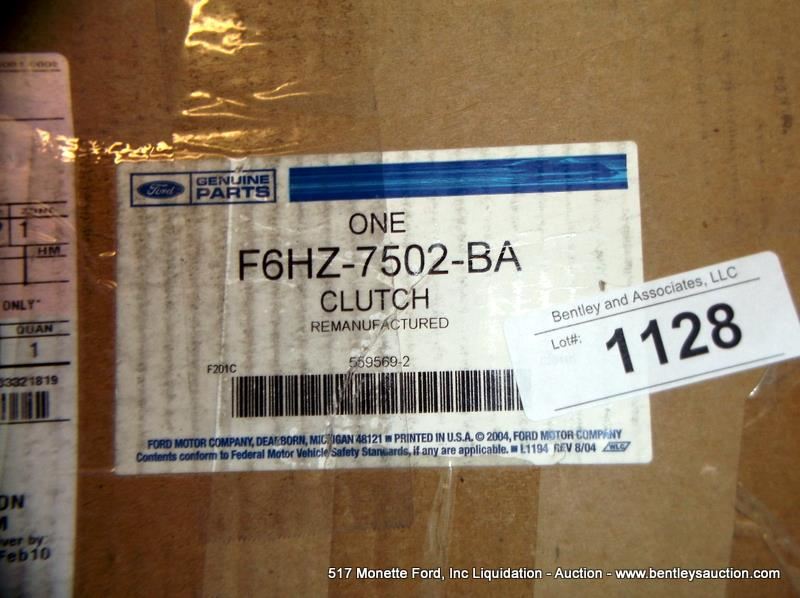 ONLY"
QUAN
1
03321819
HM
1
Feb10
Ford
GENUINE
PARTS
ONE
F6HZ-7502-BA
CLUTCH
REMANUFACTURED
F201C
559569-2
FORD MOTOR COMPANY, DEARBORN, MICHIGAN 48121 ■ PRINTED IN U.S.A. © 2004, FORD MOTOR COMPANY
Contents conform to Federal Motor Vehicle Safety Standards, if any are applicable. ■ L1194 REV 8/04 WLC
Bentley and Associates, LLC
Lot#: 1128
517 Monette Ford, Inc Liquidation - Auction - www.bentleysauction.com